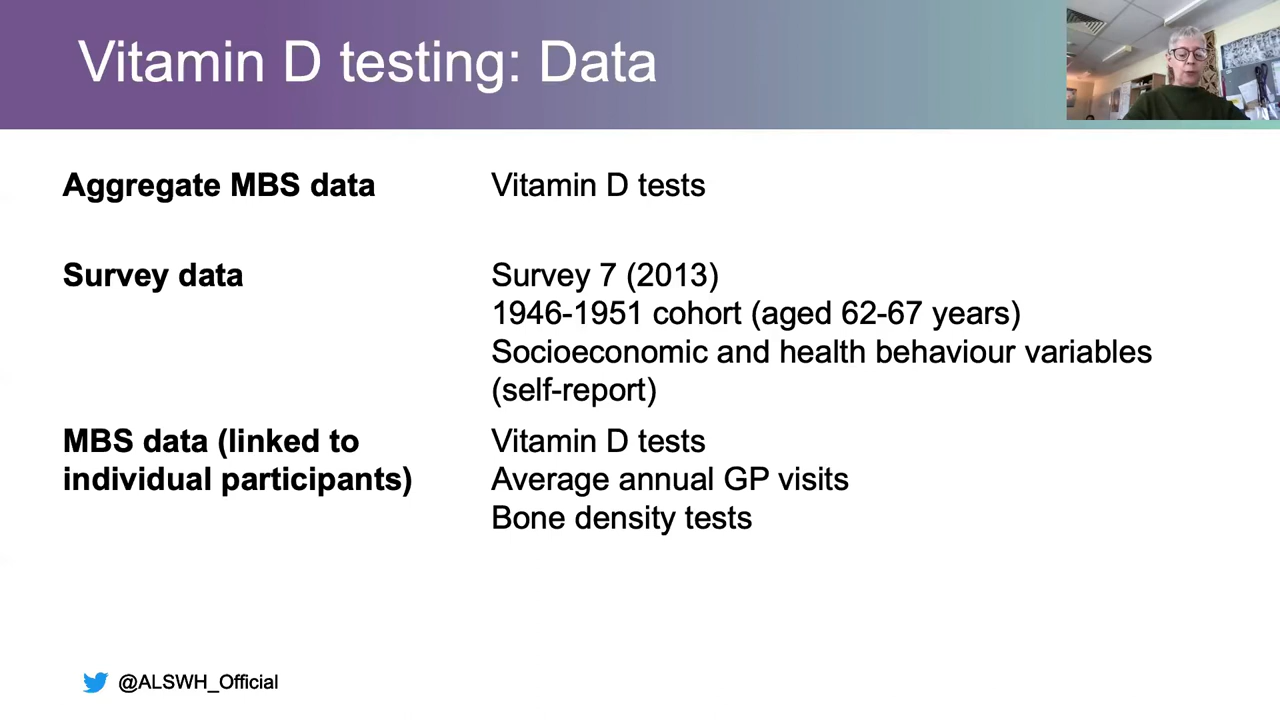 Vitamin D testing: Data
Aggregate MBS data
Vitamin D tests
Survey data
Survey 7 (2013)
1946-1951 cohort (aged 62-67 years)
Socioeconomic and health behaviour variables
(self-report)
MBS data (linked to
individual participants)
Vitamin D tests
Average annual GP visits
Bone density tests
@ALSWH_Official